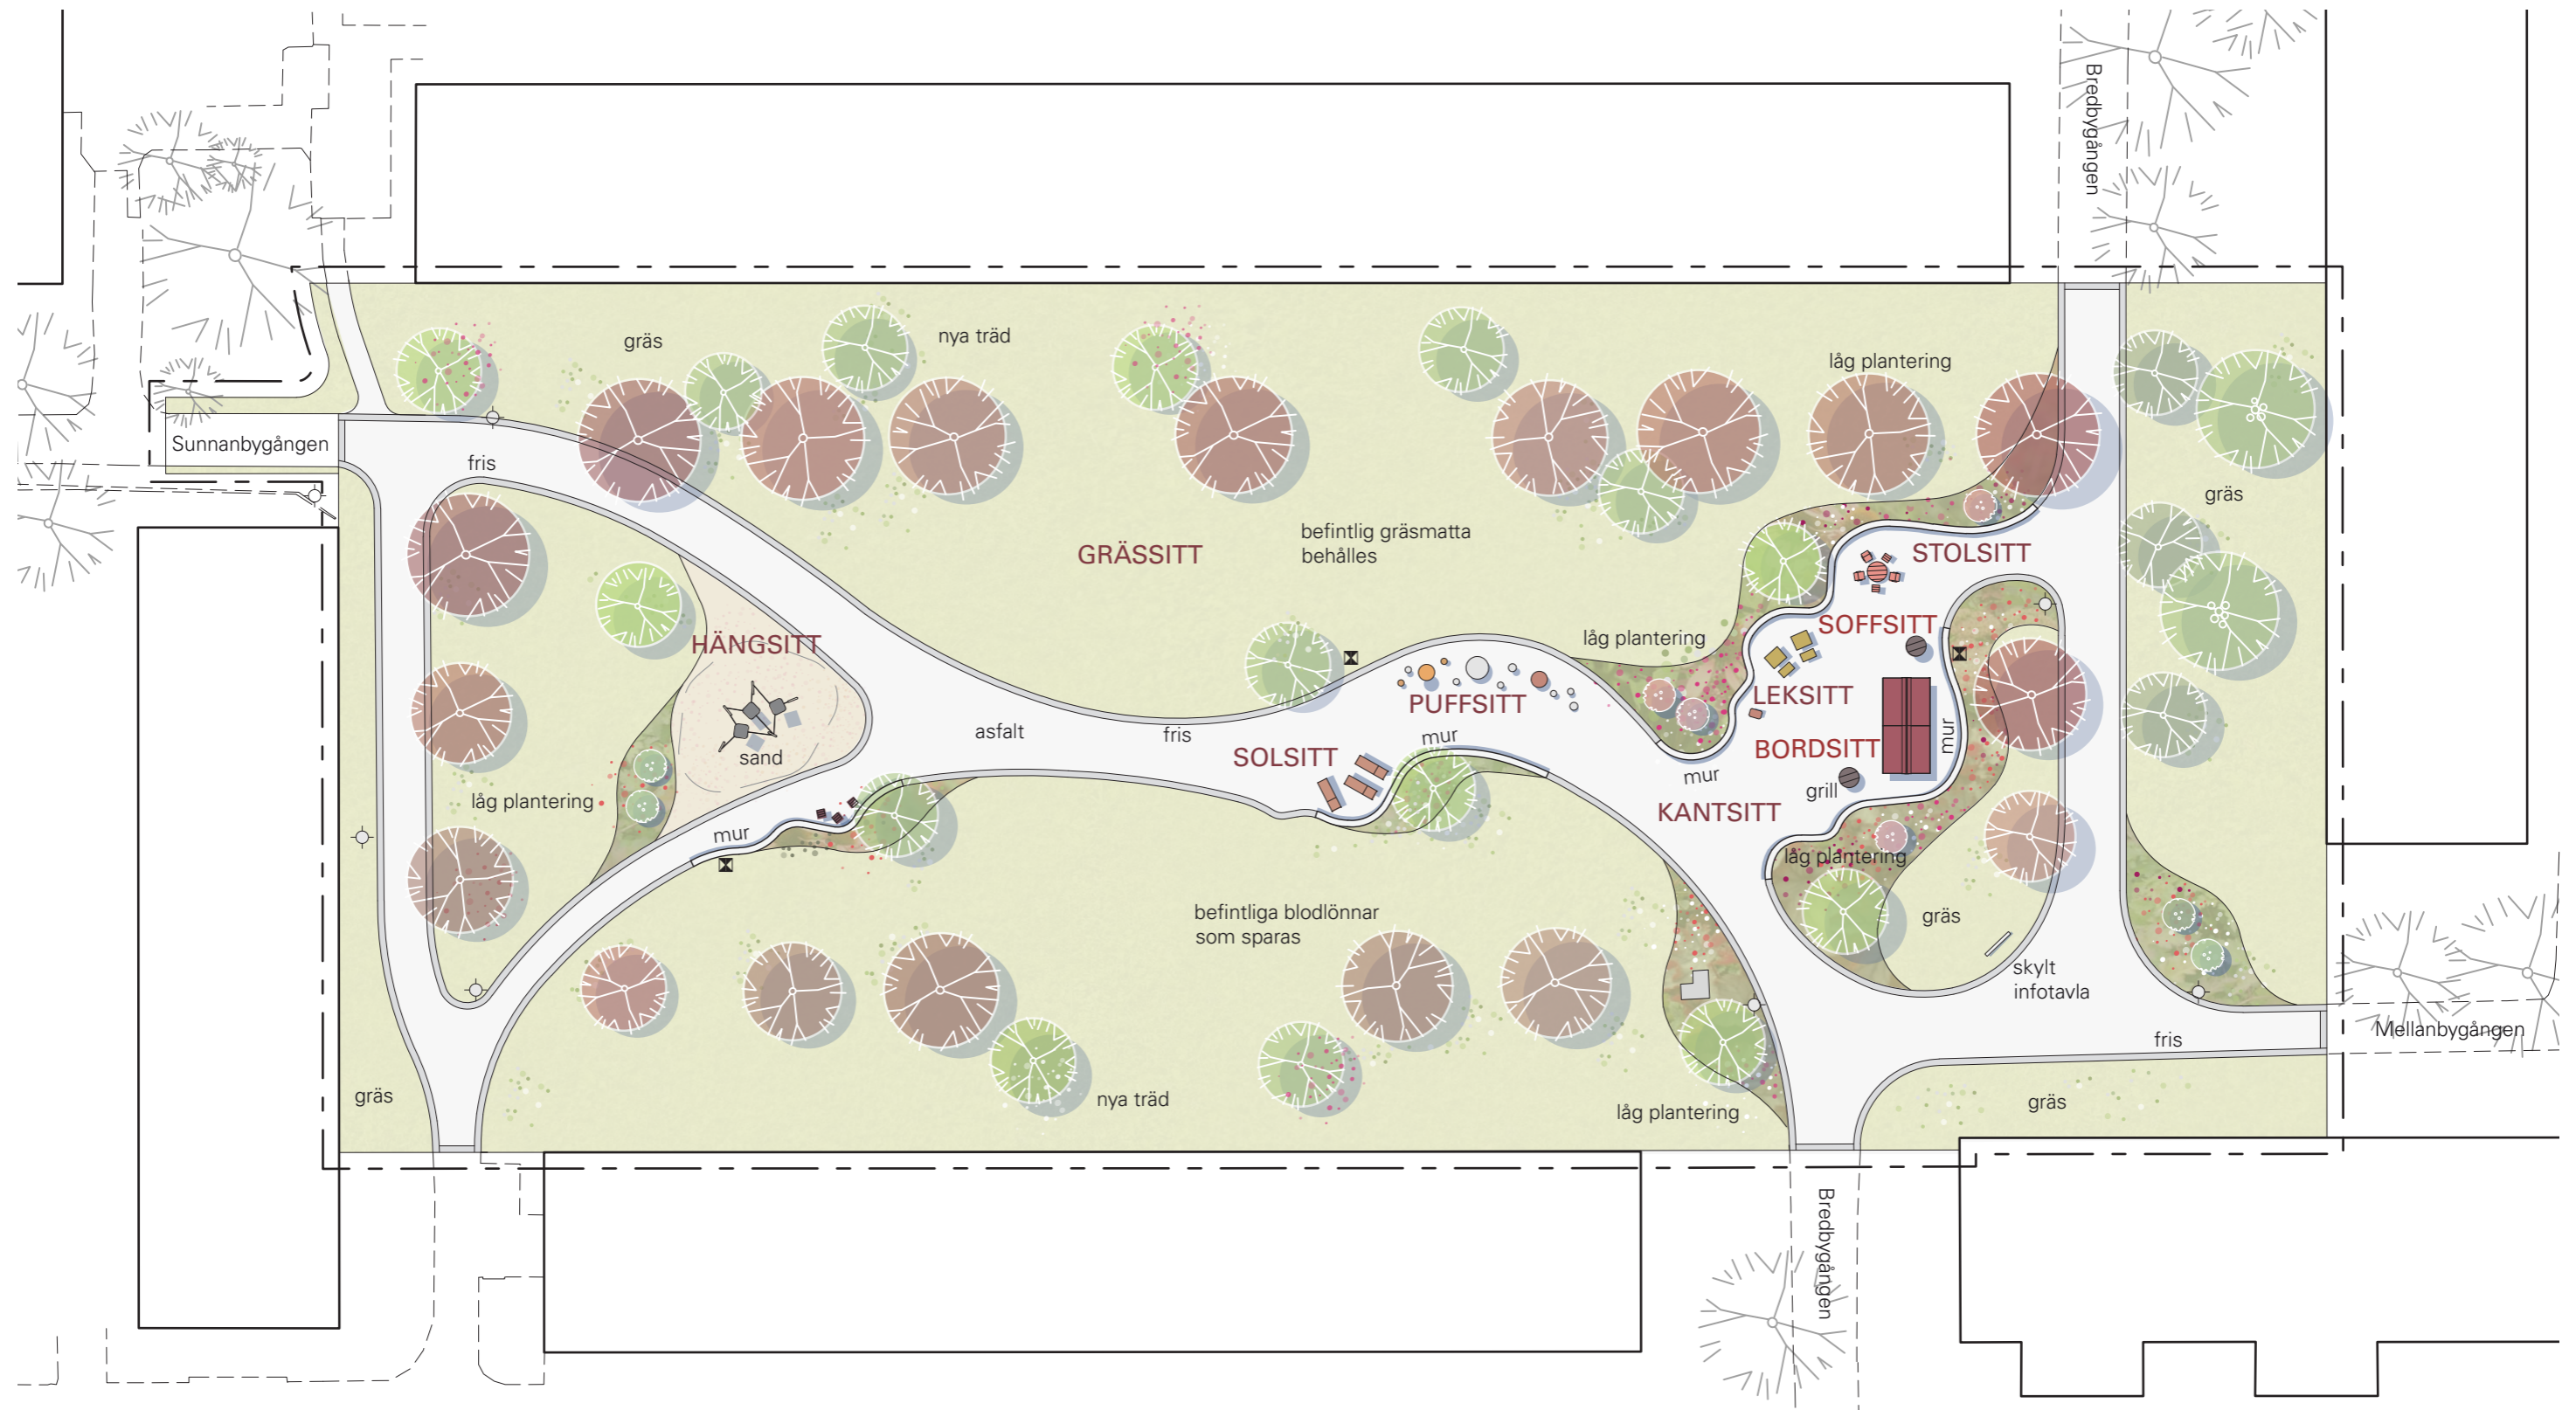 Bredbygången
gräs
nya träd
låg plantering
Sunnanbygången
fris
gräs
befintlig gräsmatta
behålles
GRÄSSITT
STOLSITT
HÄNGSITT
låg plantering
SOFFSITT
PUFFSITT
LEKSITT
asfalt
fris
mur
mur
SOLSITT
BORDSITT
sand
mur
låg plantering
grill
KANTSITT
mur
låg plantering
befintliga blodlönnar
som sparas
gräs
skylt
infotavla
Mellanbygången
fris
gräs
nya träd
låg plantering
gräs
Bredbygången